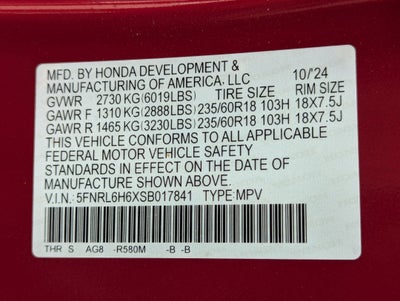 MFD. BY HONDA DEVELOPMENT &
MANUFACTURING OF AMERICA, LLC 10/'24
GVWR 2730 KG(6019LBS) TIRE SIZE RIM SIZE
GAWR F 1310 KG(2888LBS) 235/60R18 103H 18X7.5J
GAWR R 1465 KG(3230LBS) 235/60R18 103H 18X7.5J
THIS VEHICLE CONFORMS TO ALL APPLICABLE
FEDERAL MOTOR VEHICLE SAFETY
STANDARDS IN EFFECT ON THE DATE OF
MANUFACTURE SHOWN ABOVE.
V.I.N.: 5FNRL6H6XSB017841 TYPE:MPV
THR S AG8 -R580M -B -B